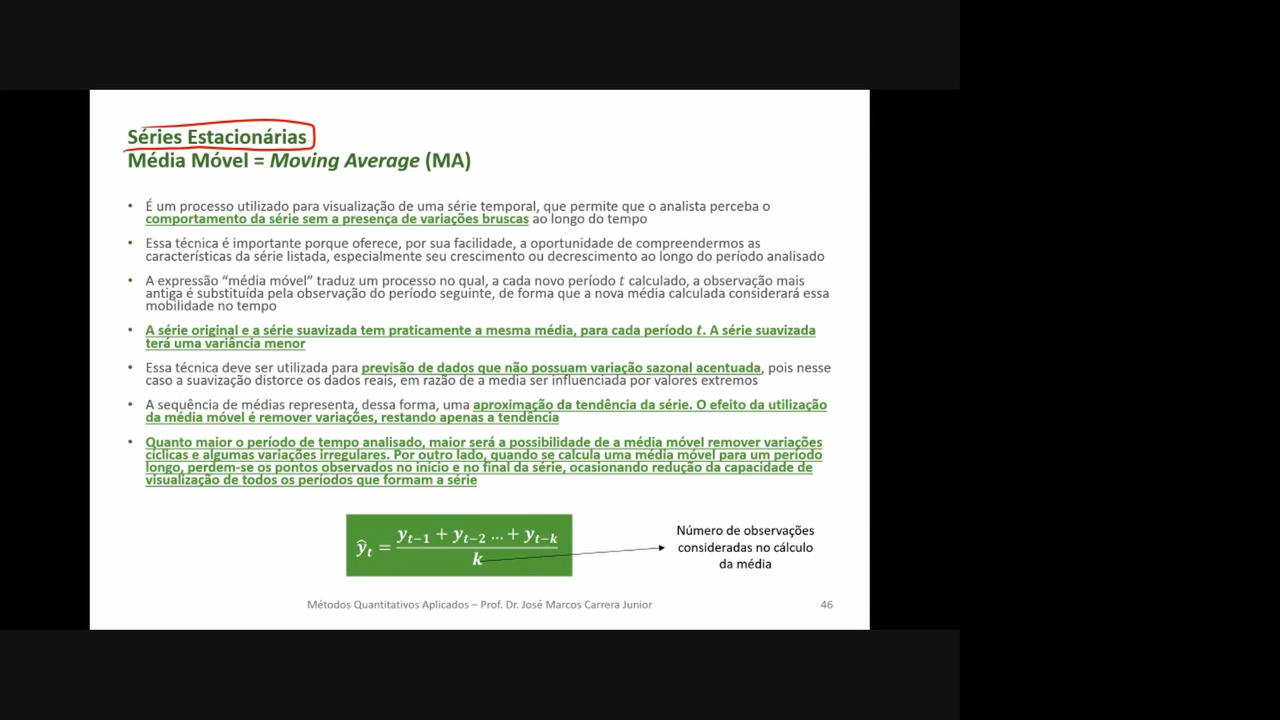 Séries Estacionárias
Média Móvel = Moving Average (MA)
• É um processo utilizado para visualização de uma série temporal, que permite que o analista perceba o
comportamento da série sem a presença de variações bruscas ao longo do tempo
• Essa técnica é importante porque oferece, por sua facilidade, a oportunidade de compreendermos as
características da série listada, especialmente seu crescimento ou decrescimento ao longo do período analisado
• A expressão “média móvel” traduz um processo no qual, a cada novo período t calculado, a observação mais
antiga é substituída pela observação do período seguinte, de forma que a nova média calculada considerará essa
mobilidade no tempo
• A série original e a série suavizada tem praticamente a mesma média, para cada período t. A série suavizada
terá uma variância menor
• Essa técnica deve ser utilizada para previsão de dados que não possuam variação sazonal acentuada, pois nesse
caso a suavização distorce os dados reais, em razão de a media ser influenciada por valores extremos
• A sequência de médias representa, dessa forma, uma aproximação da tendência da série. O efeito da utilização
da média móvel é remover variações, restando apenas a tendência
• Quanto maior o período de tempo analisado, maior será a possibilidade de a média móvel remover variações
cíclicas e algumas variações irregulares. Por outro lado, quando se calcula uma média móvel para um período
longo, perdem-se os pontos observados no início e no final da série, ocasionando redução da capacidade de
visualização de todos os períodos que formam a série
ŷₜ = (yₜ₋₁ + yₜ₋₂ ... + yₜ₋ₖ) / k
Número de observações
consideradas no cálculo
da média
Métodos Quantitativos Aplicados – Prof. Dr. José Marcos Carrera Junior
46